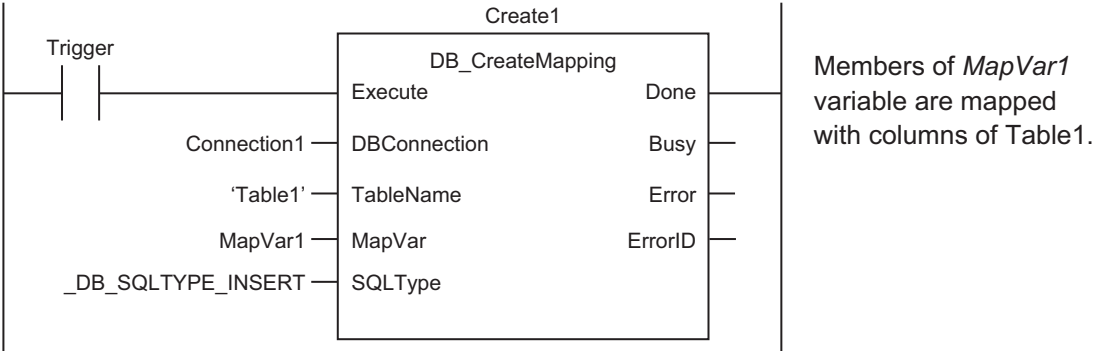 Create1
Trigger
DB_CreateMapping
Execute Done
Connection1 DBConnection Busy
‘Table1’ TableName Error
MapVar1 MapVar ErrorID
_DB_SQLTYPE_INSERT SQLType
Members of MapVar1
variable are mapped
with columns of Table1.